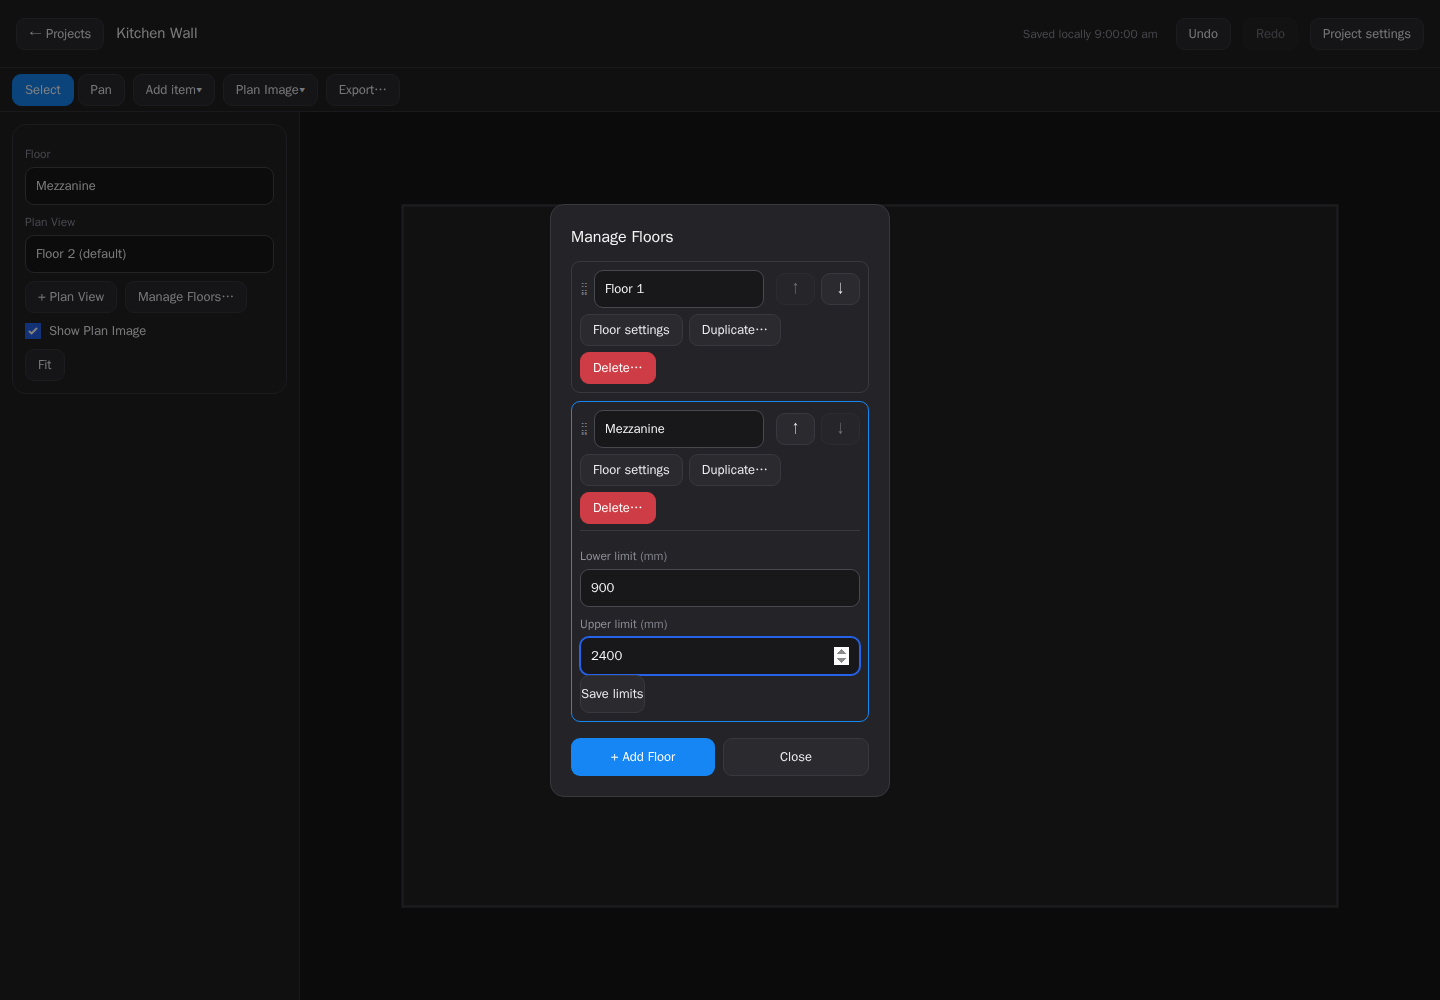 ← Projects
Kitchen Wall
Saved locally 9:00:00 am
Undo
Redo
Project settings
Select
Pan
Add item▾
Plan Image▾
Export…
Floor
Mezzanine
Plan View
Floor 2 (default)
+ Plan View
Manage Floors…
Show Plan Image
Fit
Manage Floors
Floor 1
↑
↓
Floor settings
Duplicate…
Delete…
Mezzanine
↑
↓
Floor settings
Duplicate…
Delete…
Lower limit (mm)
900
Upper limit (mm)
2400
Save limits
+ Add Floor
Close